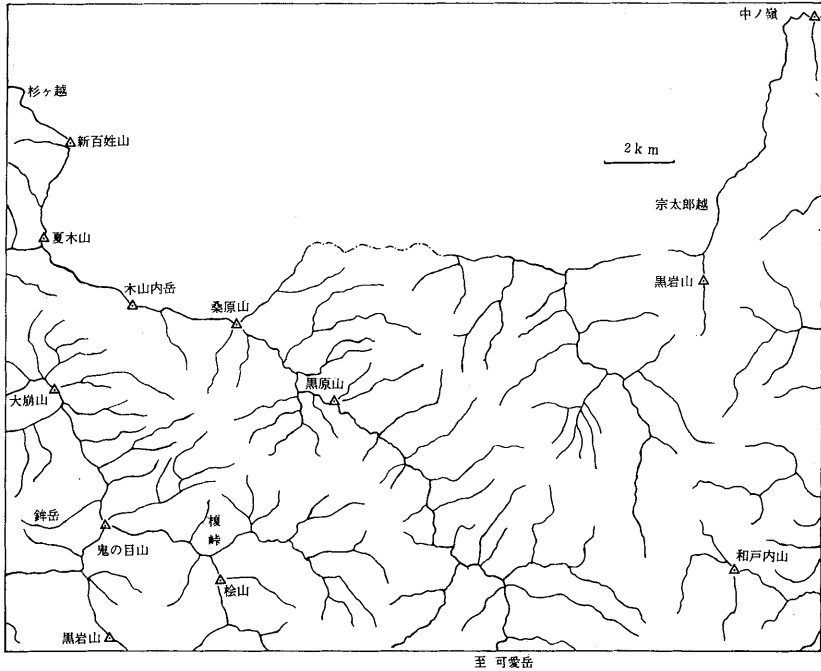 中ノ嶺
杉ヶ越
新百姓山
2km
宗太郎越
夏木山
黒岩山
木山内岳
桑原山
黒原山
大崩山
鉾岳
榎
峠
鬼の目山
和戸内山
桧山
黒岩山
至 可愛岳